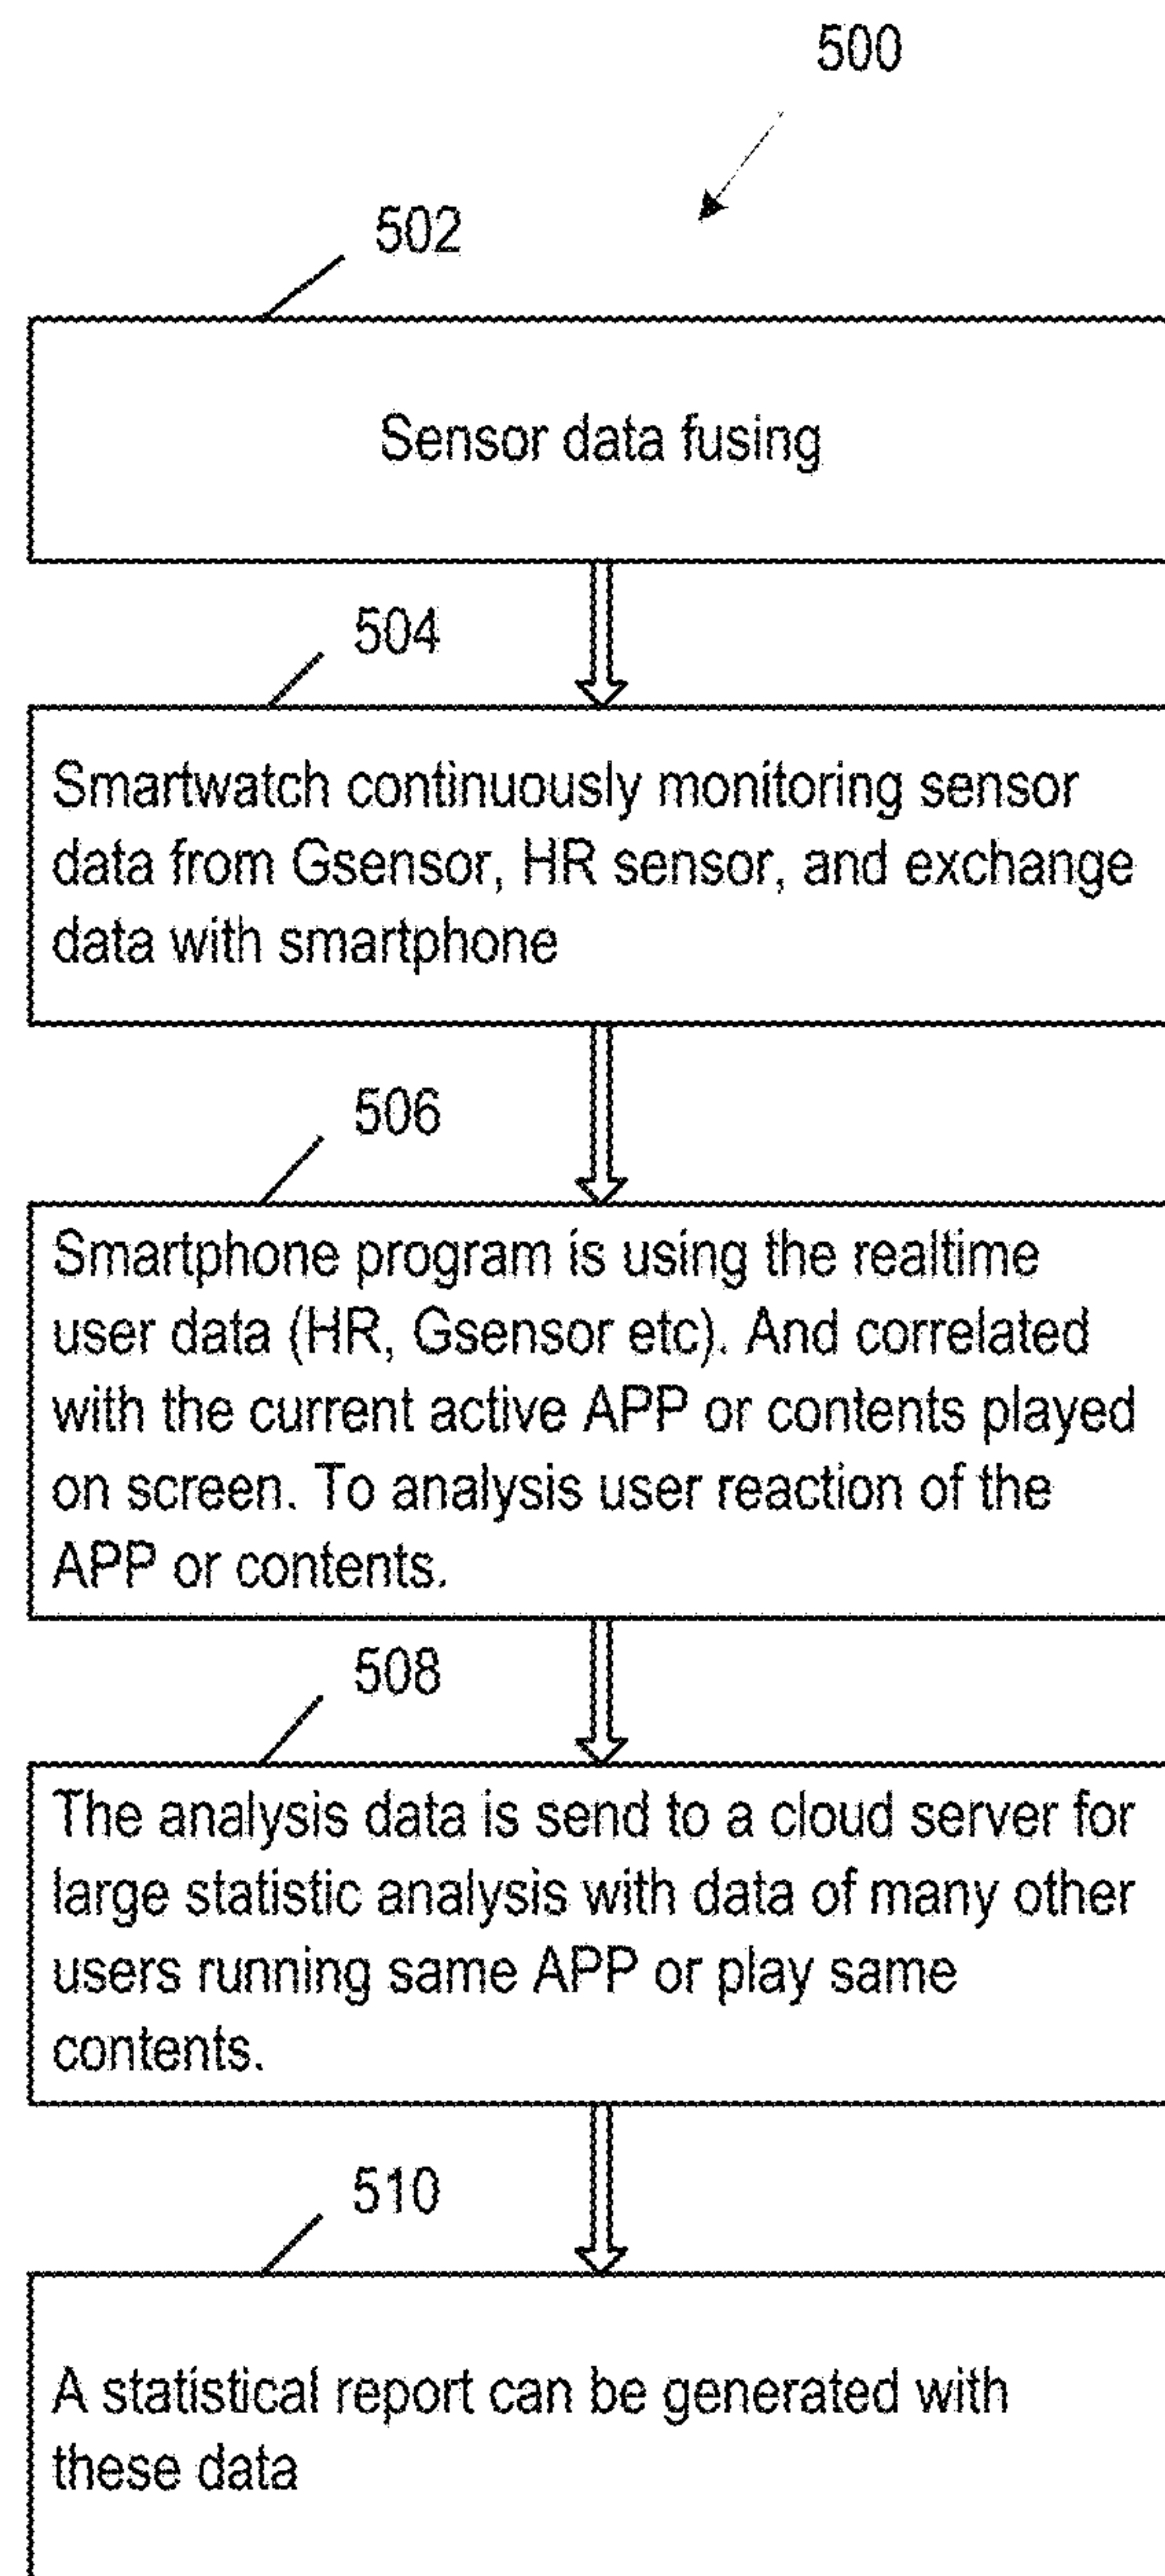 500
502
Sensor data fusing
504
Smartwatch continuously monitoring sensor
data from Gsensor, HR sensor, and exchange
data with smartphone
506
Smartphone program is using the realtime
user data (HR, Gsensor etc). And correlated
with the current active APP or contents played
on screen. To analysis user reaction of the
APP or contents.
508
The analysis data is send to a cloud server for
large statistic analysis with data of many other
users running same APP or play same
contents.
510
A statistical report can be generated with
these data